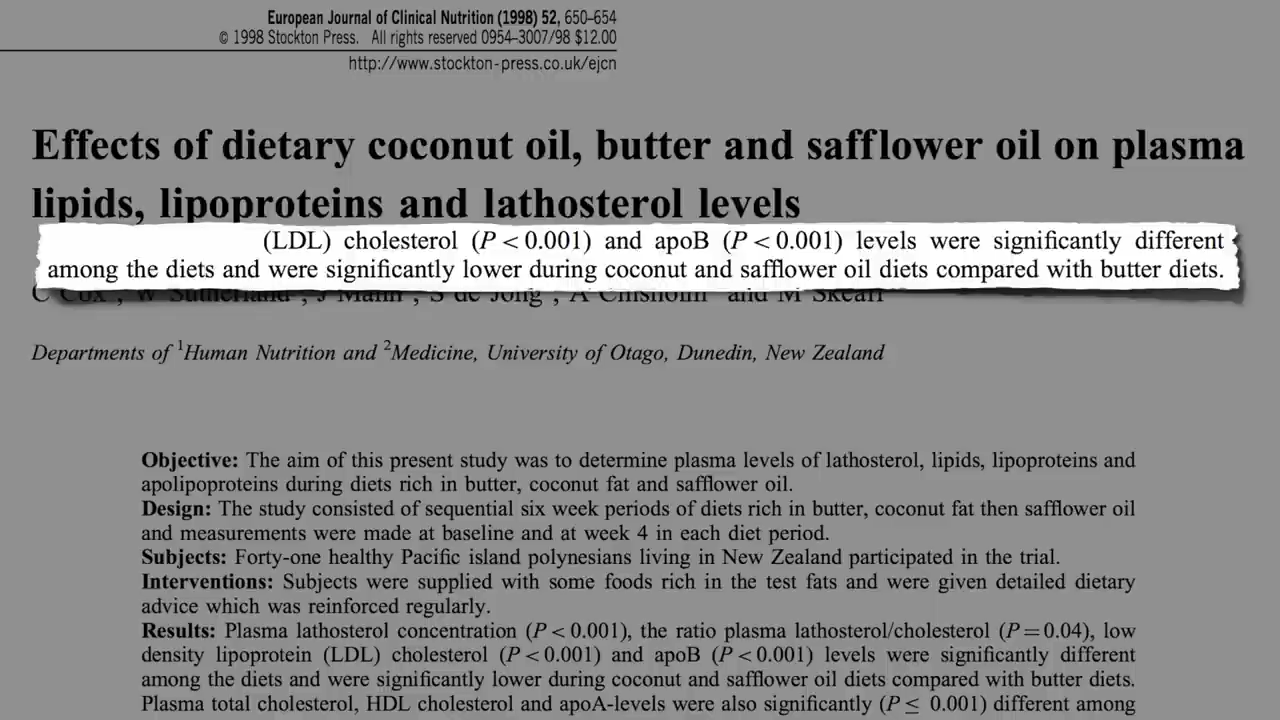 European Journal of Clinical Nutrition (1998) 52, 650–654
© 1998 Stockton Press. All rights reserved 0954–3007/98 $12.00
http://www.stockton-press.co.uk/ejcn
Effects of dietary coconut oil, butter and safflower oil on plasma
lipids, lipoproteins and lathosterol levels
(LDL) cholesterol (P < 0.001) and apoB (P < 0.001) levels were significantly different
among the diets and were significantly lower during coconut and safflower oil diets compared with butter diets.
C Cox, W Sutherland, J Mann, S de Jong, A Chisholm and M Skeaff
Departments of 1Human Nutrition and 2Medicine, University of Otago, Dunedin, New Zealand
Objective: The aim of this present study was to determine plasma levels of lathosterol, lipids, lipoproteins and
apolipoproteins during diets rich in butter, coconut fat and safflower oil.
Design: The study consisted of sequential six week periods of diets rich in butter, coconut fat then safflower oil
and measurements were made at baseline and at week 4 in each diet period.
Subjects: Forty-one healthy Pacific island polynesians living in New Zealand participated in the trial.
Interventions: Subjects were supplied with some foods rich in the test fats and were given detailed dietary
advice which was reinforced regularly.
Results: Plasma lathosterol concentration (P < 0.001), the ratio plasma lathosterol/cholesterol (P = 0.04), low
density lipoprotein (LDL) cholesterol (P < 0.001) and apoB (P < 0.001) levels were significantly different
among the diets and were significantly lower during coconut and safflower oil diets compared with butter diets.
Plasma total cholesterol, HDL cholesterol and apoA-levels were also significantly (P ≤ 0.001) different among